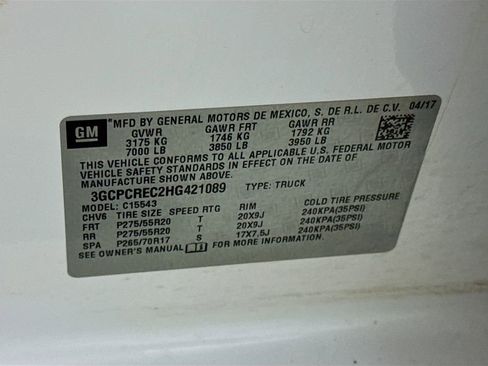 GM
*MFD BY GENERAL MOTORS DE MEXICO, S. DE R.L. DE C.V. 04/17
GVWR GAWR FRT GAWR RR
3175 KG 1746 KG 1792 KG
7000 LB 3850 LB 3950 LB
THIS VEHICLE CONFORMS TO ALL APPLICABLE U.S. FEDERAL MOTOR
VEHICLE SAFETY STANDARDS IN EFFECT ON THE DATE OF
MANUFACTURE SHOWN ABOVE.
3GCPCREC2HG421089 TYPE: TRUCK
MODEL: C15543
CHV6 TIRE SIZE SPEED RTG RIM COLD TIRE PRESSURE
FRT P275/55R20 T 20X9J 240KPA(35PSI)
RR P275/55R20 T 20X9J 240KPA(35PSI)
SPA P265/70R17 S 17X7.5J 240KPA(35PSI)
SEE OWNER'S MANUAL FOR ADDITIONAL INFORMATION.